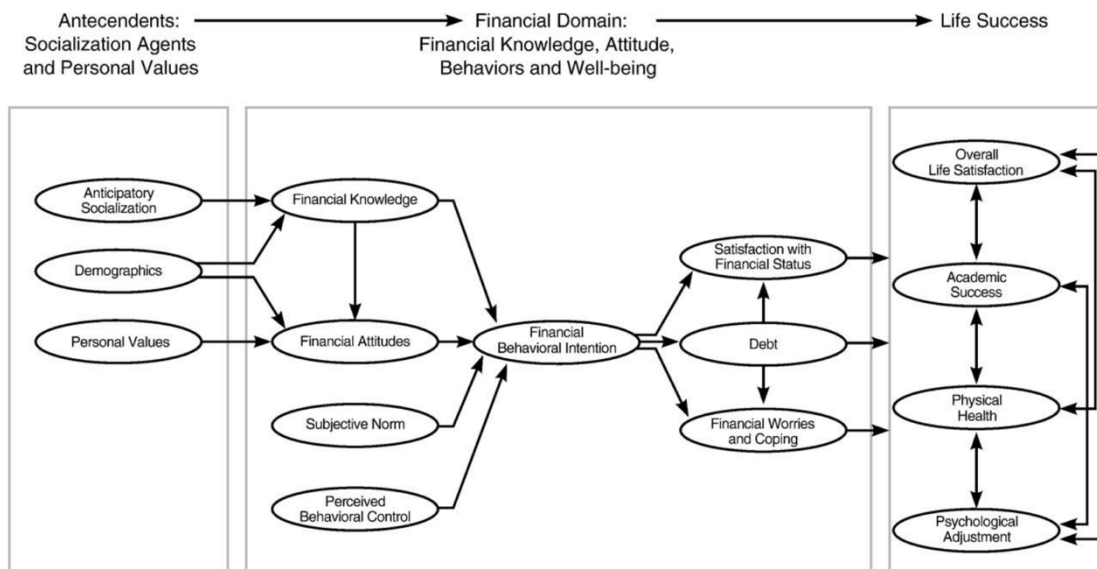 Antecendents:
Socialization Agents
and Personal Values
Financial Domain:
Financial Knowledge, Attitude,
Behaviors and Well-being
Life Success
Anticipatory
Socialization
Demographics
Personal Values
Financial Knowledge
Financial Attitudes
Subjective Norm
Perceived
Behavioral Control
Financial
Behavioral Intention
Satisfaction with
Financial Status
Debt
Financial Worries
and Coping
Overall
Life Satisfaction
Academic
Success
Physical
Health
Psychological
Adjustment